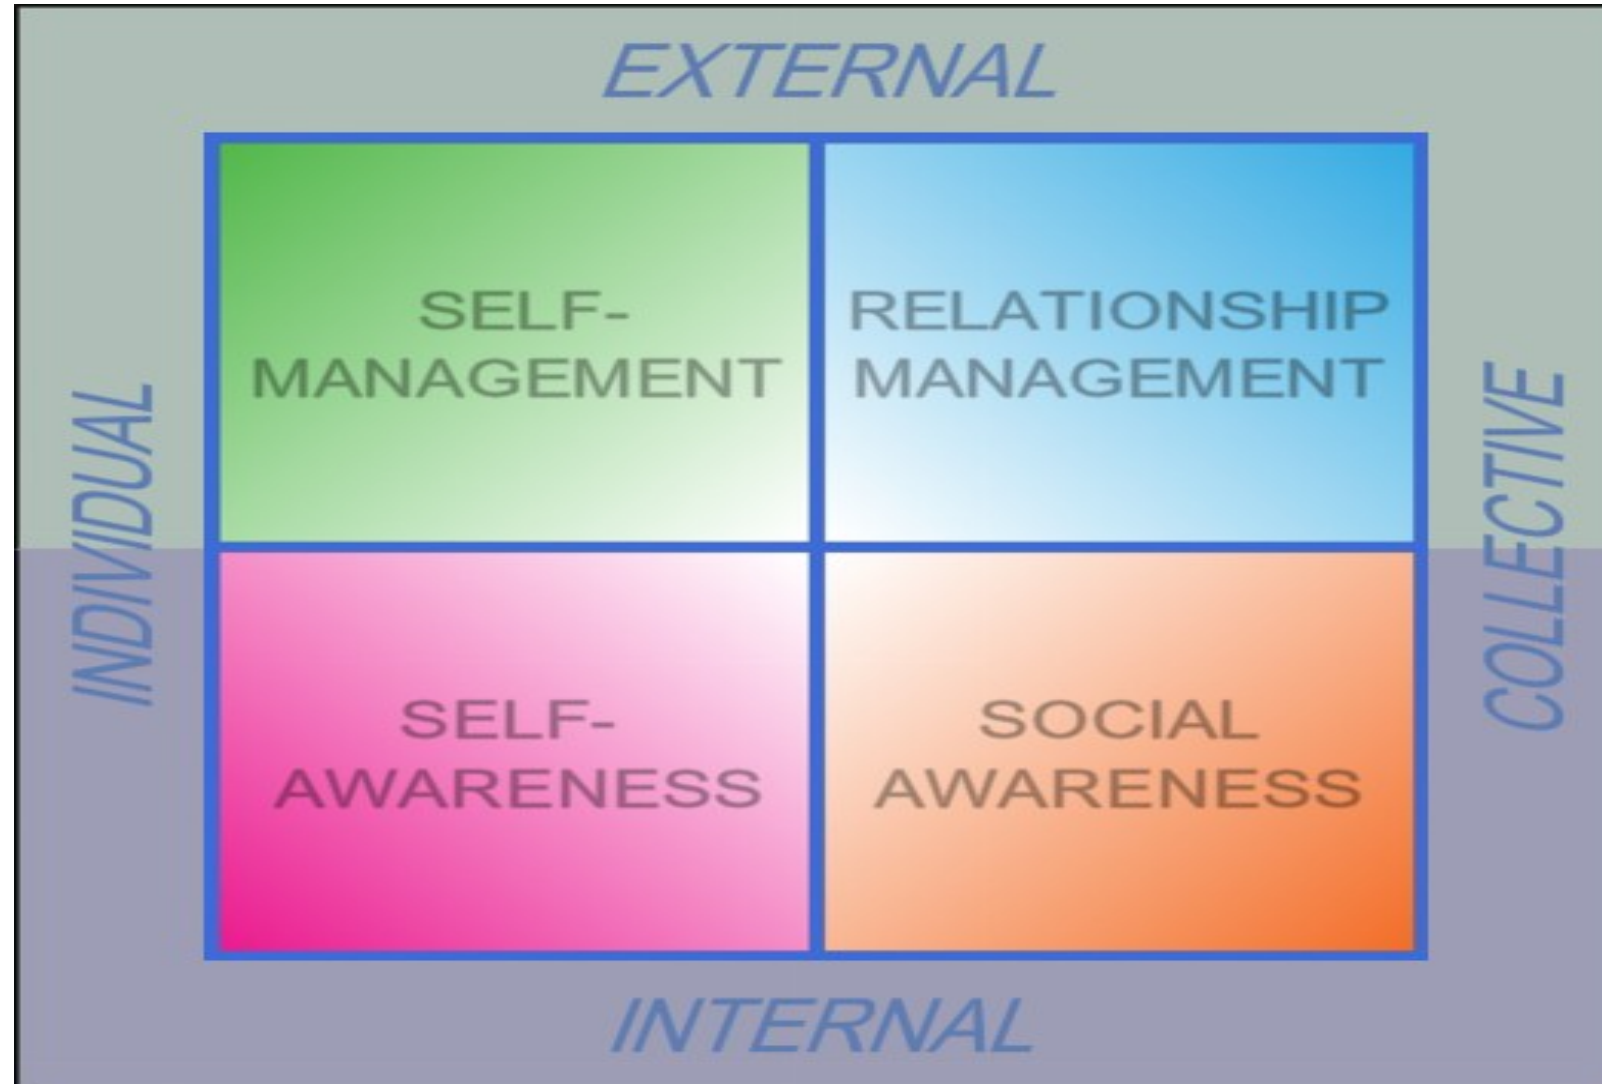 EXTERNAL
SELF-
MANAGEMENT
RELATIONSHIP
MANAGEMENT
INDIVIDUAL
COLLECTIVE
SELF-
AWARENESS
SOCIAL
AWARENESS
INTERNAL